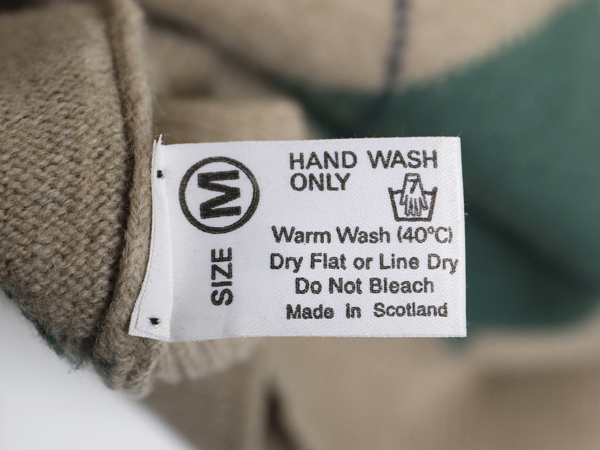 M
SIZE
HAND WASH
ONLY
Warm Wash (40°C)
Dry Flat or Line Dry
Do Not Bleach
Made in Scotland